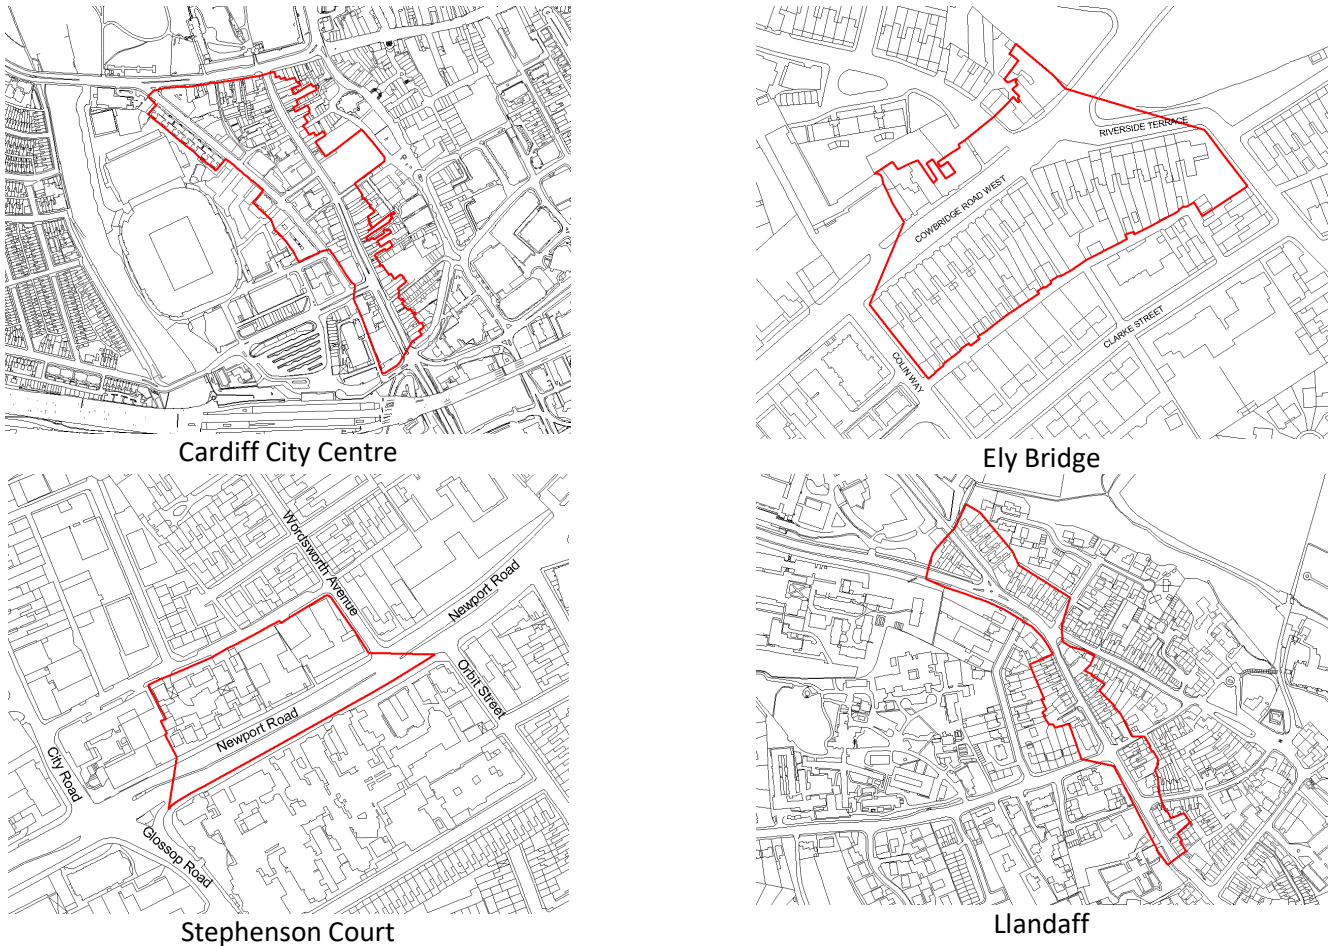 Cardiff City Centre
RIVERSIDE TERRACE
COWBRIDGE ROAD WEST
CLARKE STREET
COLIN WAY
Ely Bridge
Wordsworth Avenue
Newport Road
Orbit Street
Newport Road
City Road
Glossop Road
Stephenson Court
Llandaff